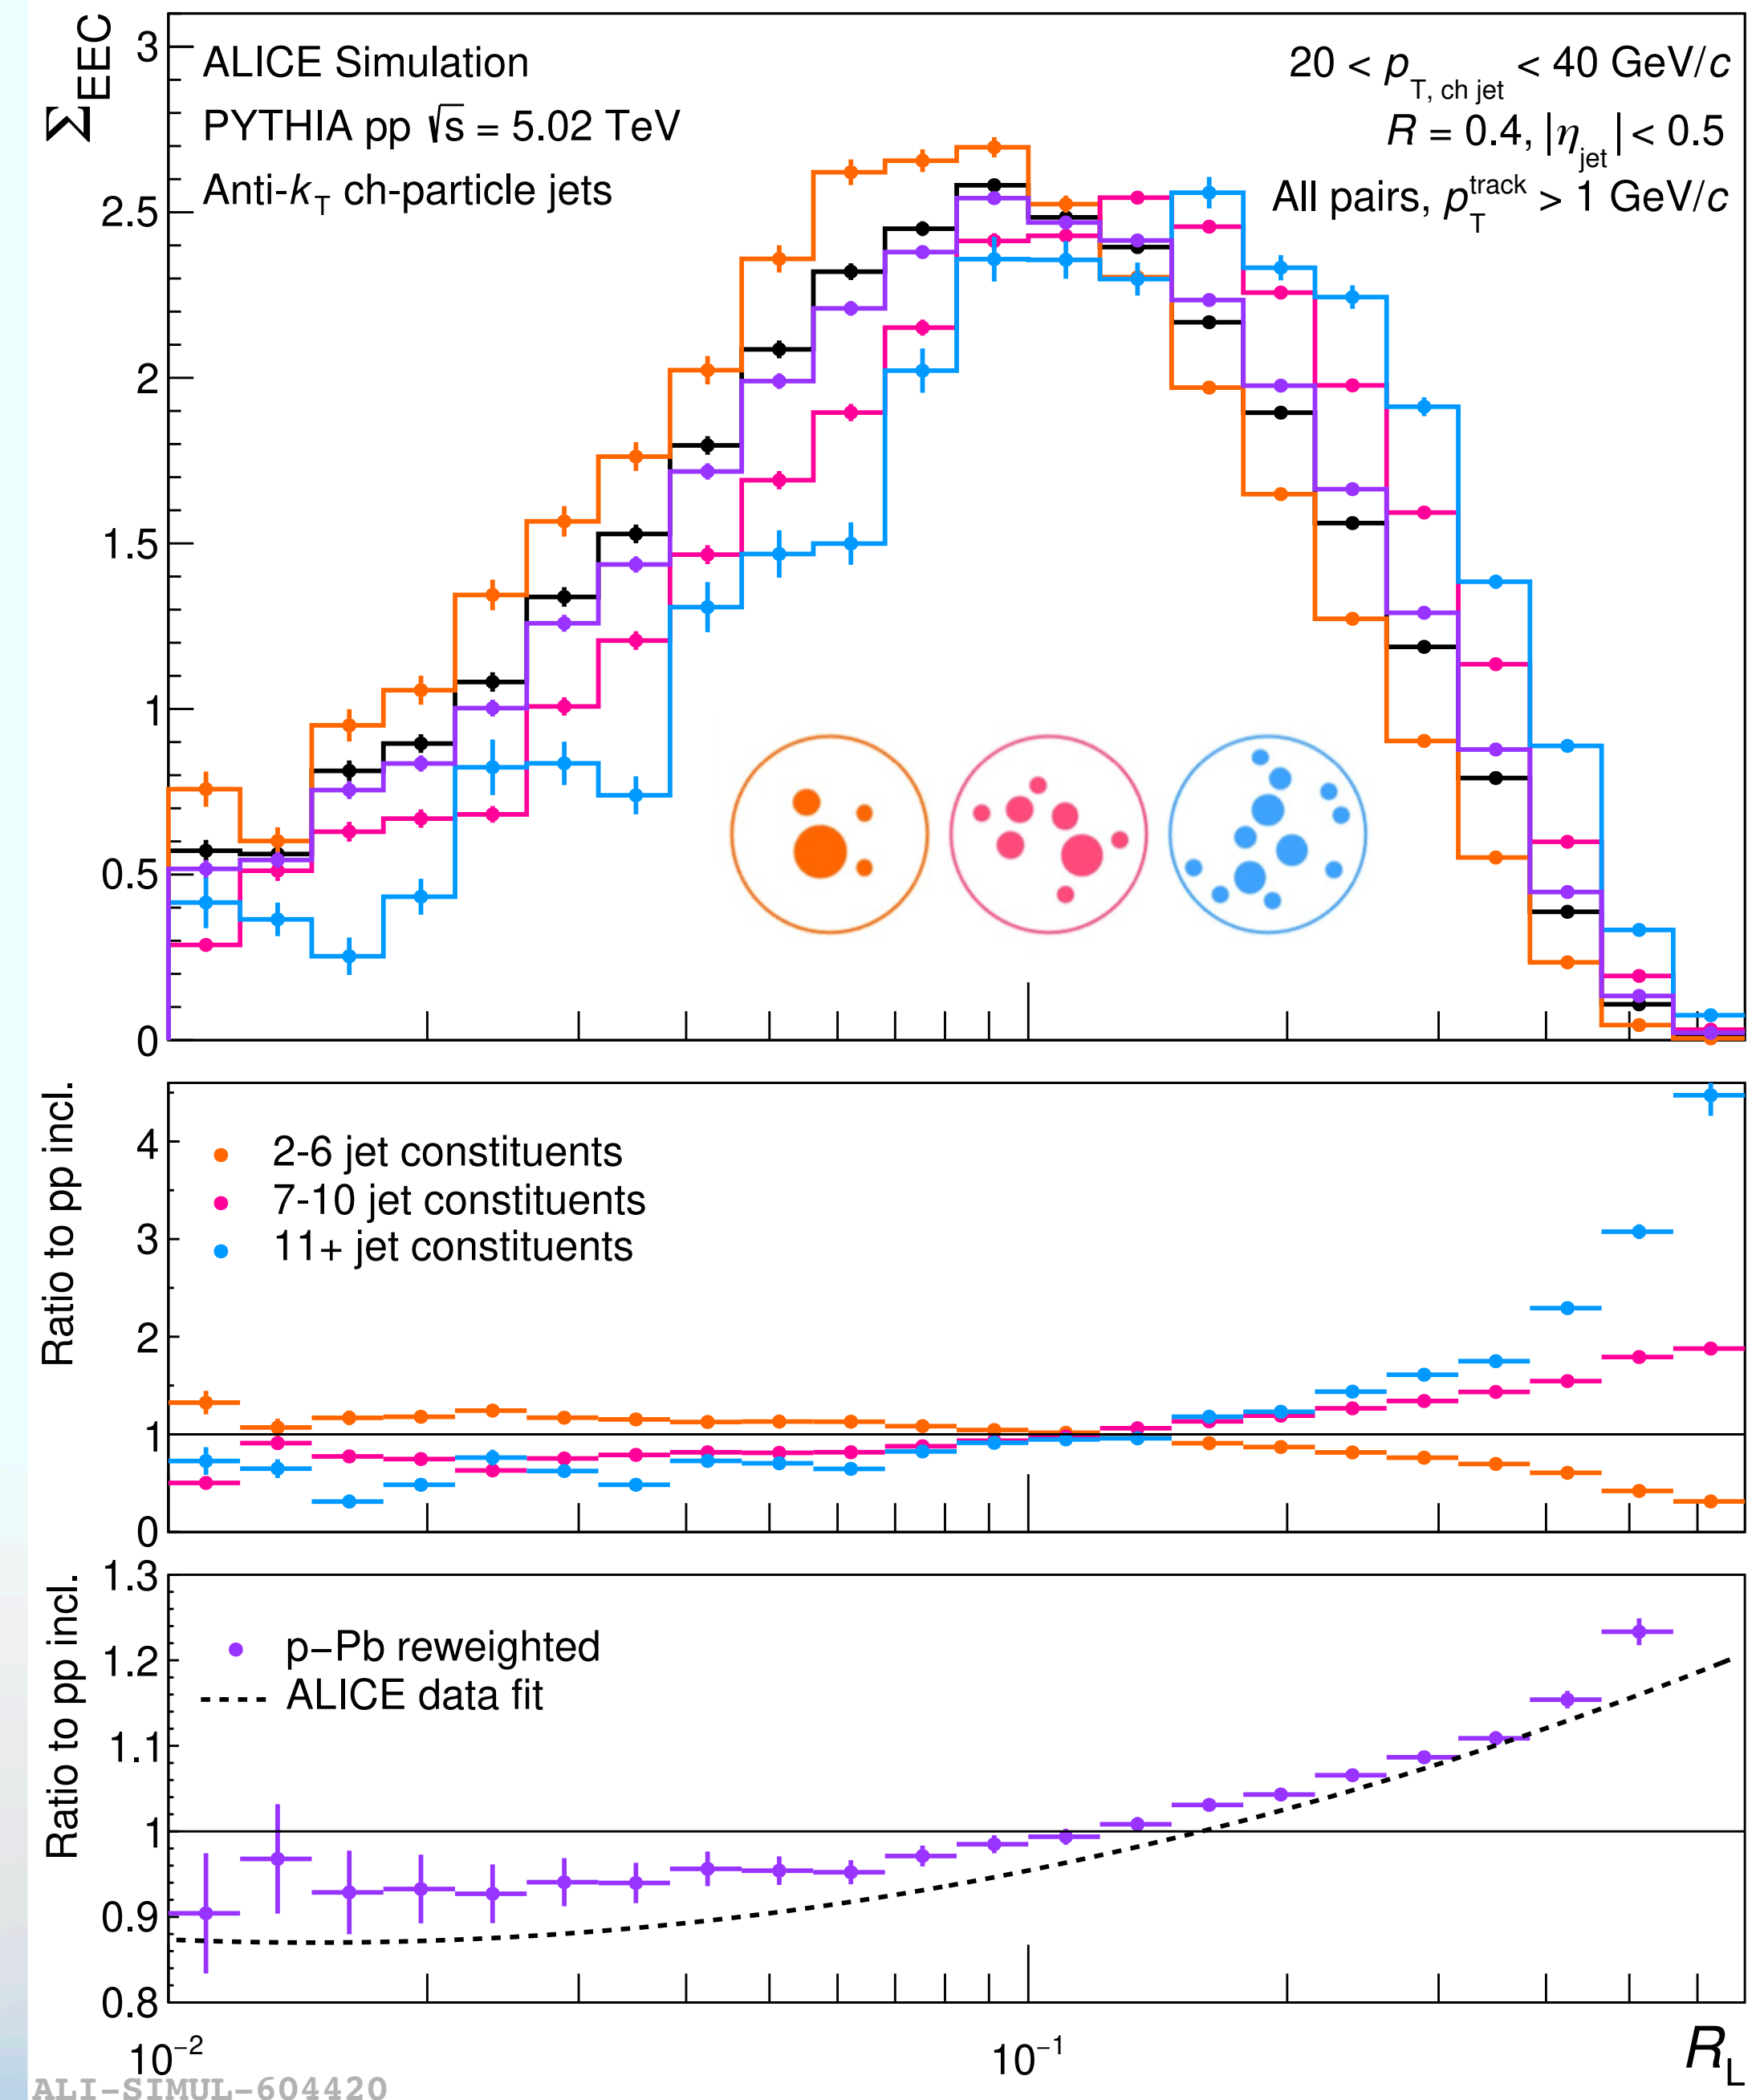 Σ_EEC
3
2.5
2
1.5
1
0.5
0
ALICE Simulation
PYTHIA pp √s = 5.02 TeV
Anti-k_T ch-particle jets
20 < p_T, ch jet < 40 GeV/c
R = 0.4, |η_jet| < 0.5
All pairs, p_T^track > 1 GeV/c
Ratio to pp incl.
4
3
2
1
0
2-6 jet constituents
7-10 jet constituents
11+ jet constituents
Ratio to pp incl.
1.3
1.2
1.1
1
0.9
0.8
p–Pb reweighted
ALICE data fit
10^−2
10^−1
R_L
ALI-SIMUL-604420